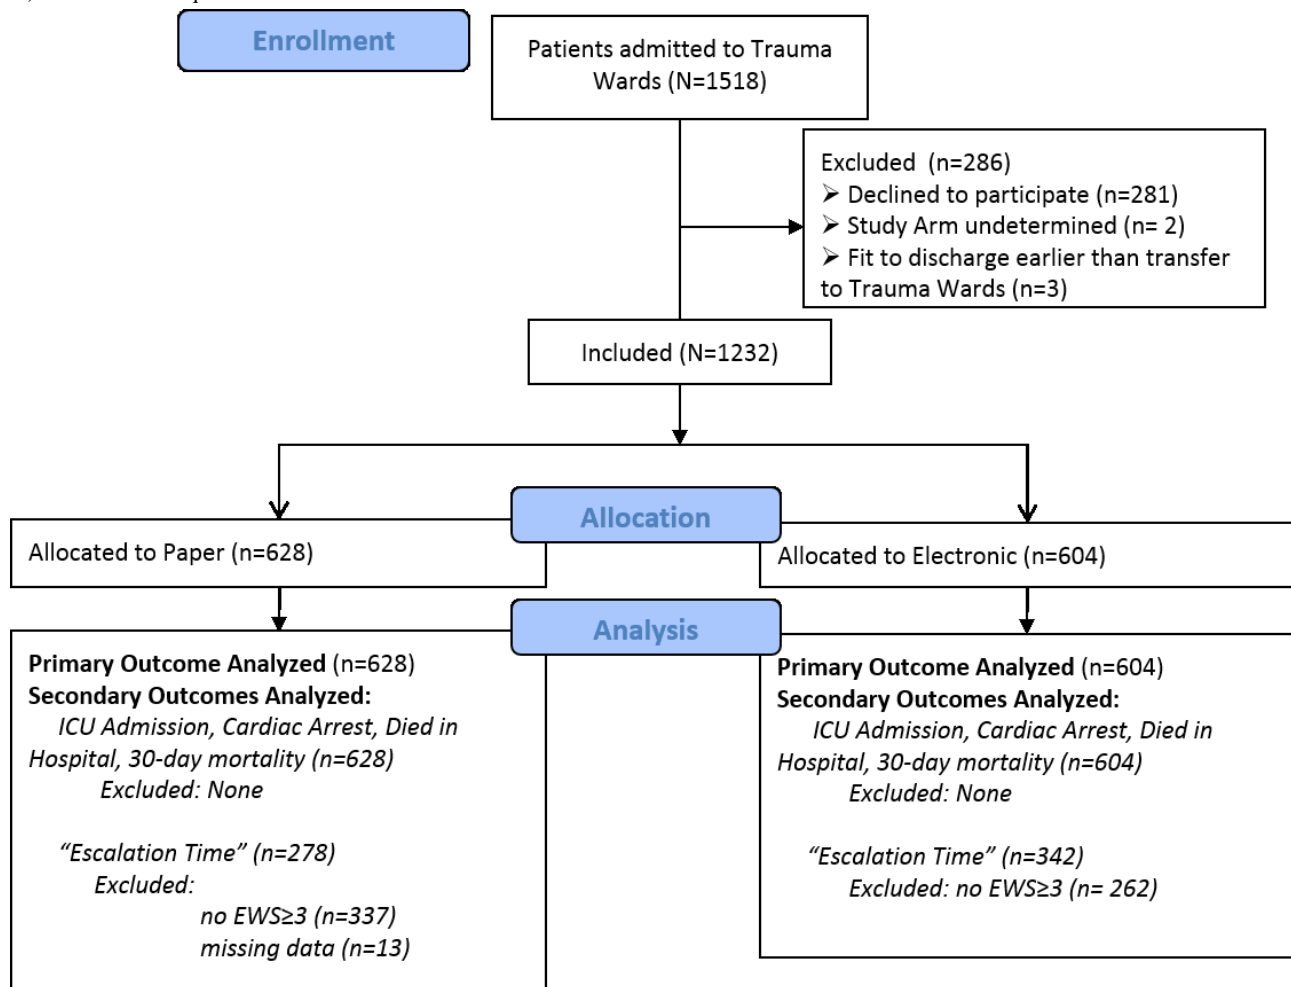 Enrollment
Patients admitted to Trauma
Wards (N=1518)
Excluded  (n=286)
➢ Declined to participate (n=281)
➢ Study Arm undetermined (n= 2)
➢ Fit to discharge earlier than transfer
to Trauma Wards (n=3)
Included (N=1232)
Allocation
Allocated to Paper (n=628)
Allocated to Electronic (n=604)
Analysis
Primary Outcome Analyzed (n=628)
Secondary Outcomes Analyzed:
ICU Admission, Cardiac Arrest, Died in
Hospital, 30-day mortality (n=628)
Excluded: None
“Escalation Time” (n=278)
Excluded:
no EWS≥3 (n=337)
missing data (n=13)
Primary Outcome Analyzed (n=604)
Secondary Outcomes Analyzed:
ICU Admission, Cardiac Arrest, Died in
Hospital, 30-day mortality (n=604)
Excluded: None
“Escalation Time” (n=342)
Excluded: no EWS≥3 (n= 262)